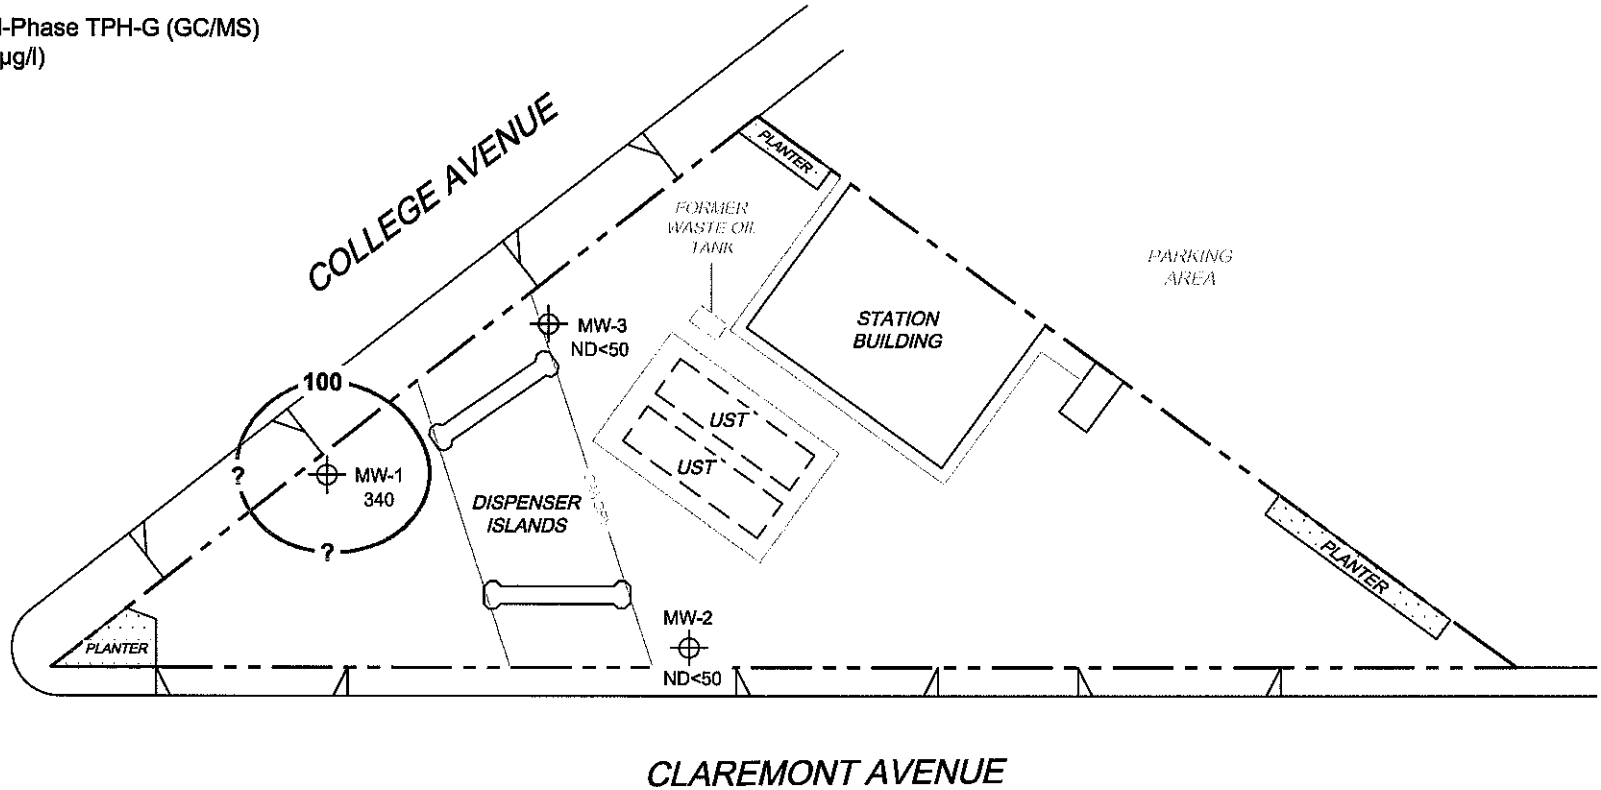 l-Phase TPH-G (GC/MS)
µg/l)
COLLEGE AVENUE
PLANTER
FORMER
WASTE OIL
TANK
PARKING
AREA
STATION
BUILDING
MW-3
ND<50
100
UST
UST
?
MW-1
340
DISPENSER
ISLANDS
?
PLANTER
MW-2
ND<50
PLANTER
CLAREMONT AVENUE